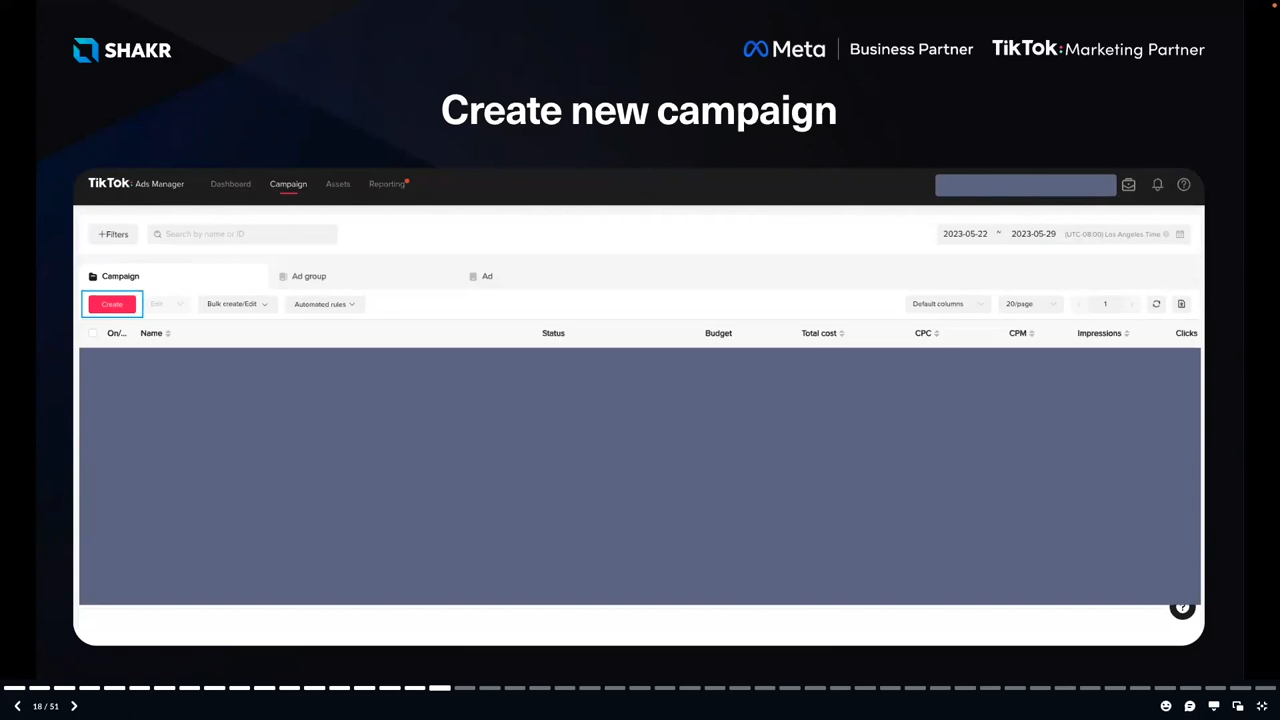 SHAKR
Meta | Business Partner TikTok: Marketing Partner
Create new campaign
TikTok: Ads Manager Dashboard Campaign Assets Reporting
+Filters Search by name or ID 2023-05-22 ~ 2023-05-29 (UTC-08:00) Los Angeles Time
Campaign Ad group Ad
Create Edit Bulk create/Edit Automated rules Default columns 20/page 1
On/... Name Status Budget Total cost CPC CPM Impressions Clicks
18 / 51